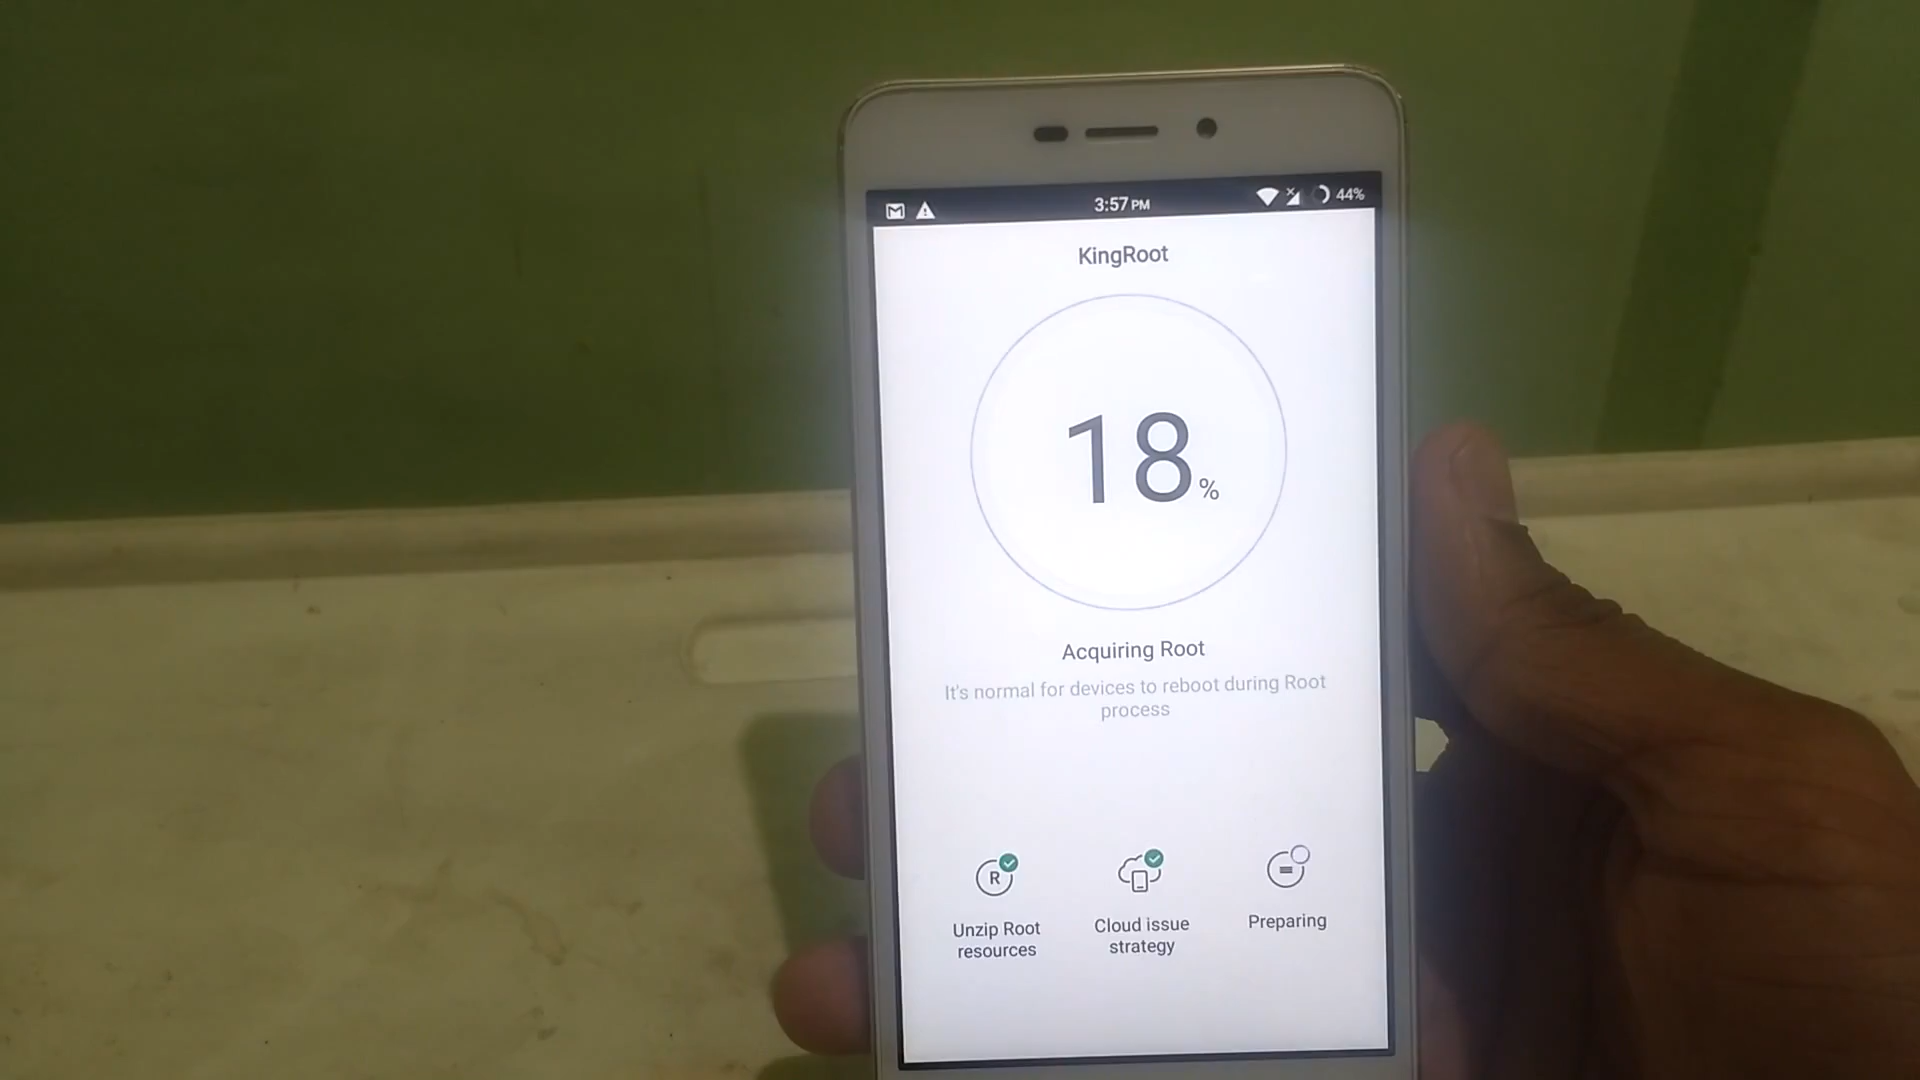 3:57 PM
44%
KingRoot
18%
Acquiring Root
It's normal for devices to reboot during Root
process
R
Unzip Root
resources
Cloud issue
strategy
Preparing